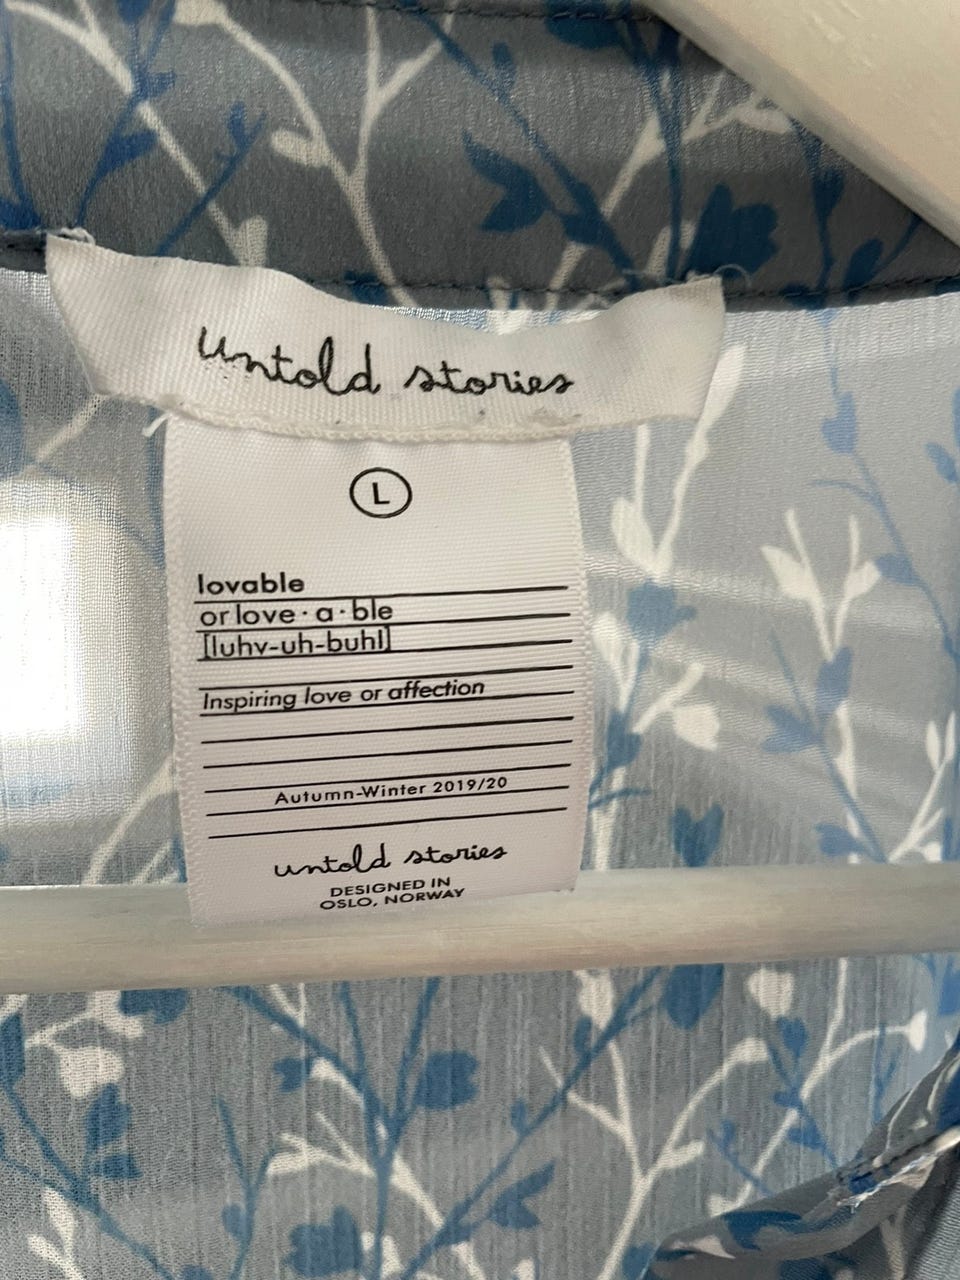 untold stories
L
lovable
or love · a · ble
[luhv-uh-buhl]
Inspiring love or affection
Autumn-Winter 2019/20
untold stories
DESIGNED IN
OSLO, NORWAY